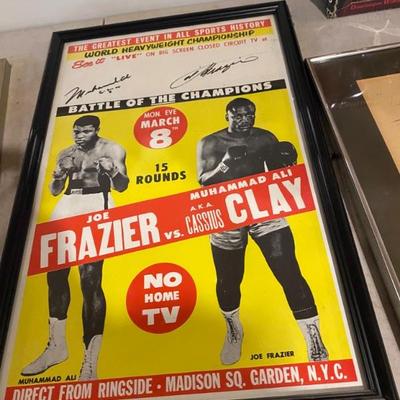 THE GREATEST EVENT IN ALL SPORTS HISTORY
WORLD HEAVYWEIGHT CHAMPIONSHIP
See it "LIVE" ON BIG SCREEN CLOSED CIRCUIT TV at
BATTLE OF THE CHAMPIONS
MON. EVE
MARCH
8TH
15
ROUNDS
JOE
FRAZIER
vs.
MUHAMMAD ALI
A.K.A.
CASSIUS
CLAY
NO
HOME
TV
MUHAMMAD ALI
JOE FRAZIER
DIRECT FROM RINGSIDE • MADISON SQ. GARDEN, N.Y.C.